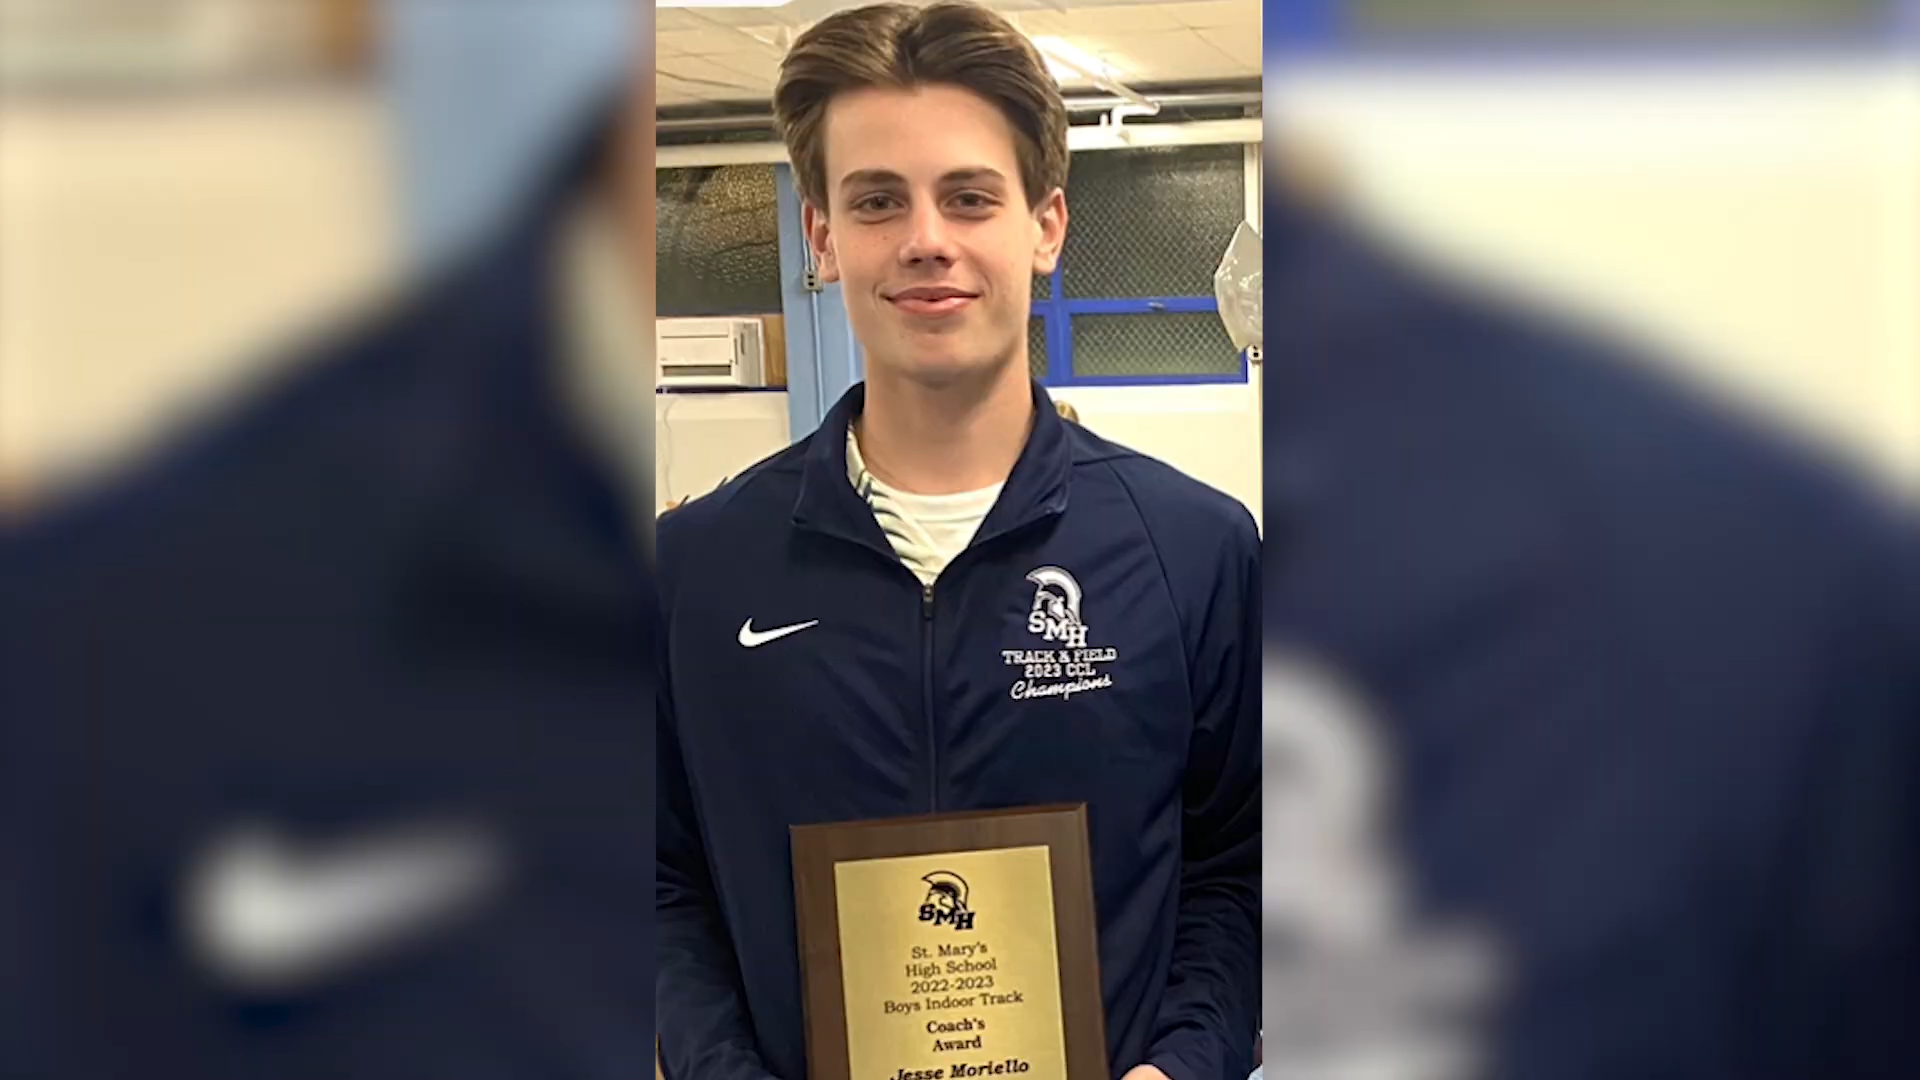 SMH
TRACK & FIELD
2023 CCL
Champions
SMH
St. Mary's
High School
2022-2023
Boys Indoor Track
Coach's
Award
Jesse Moriello